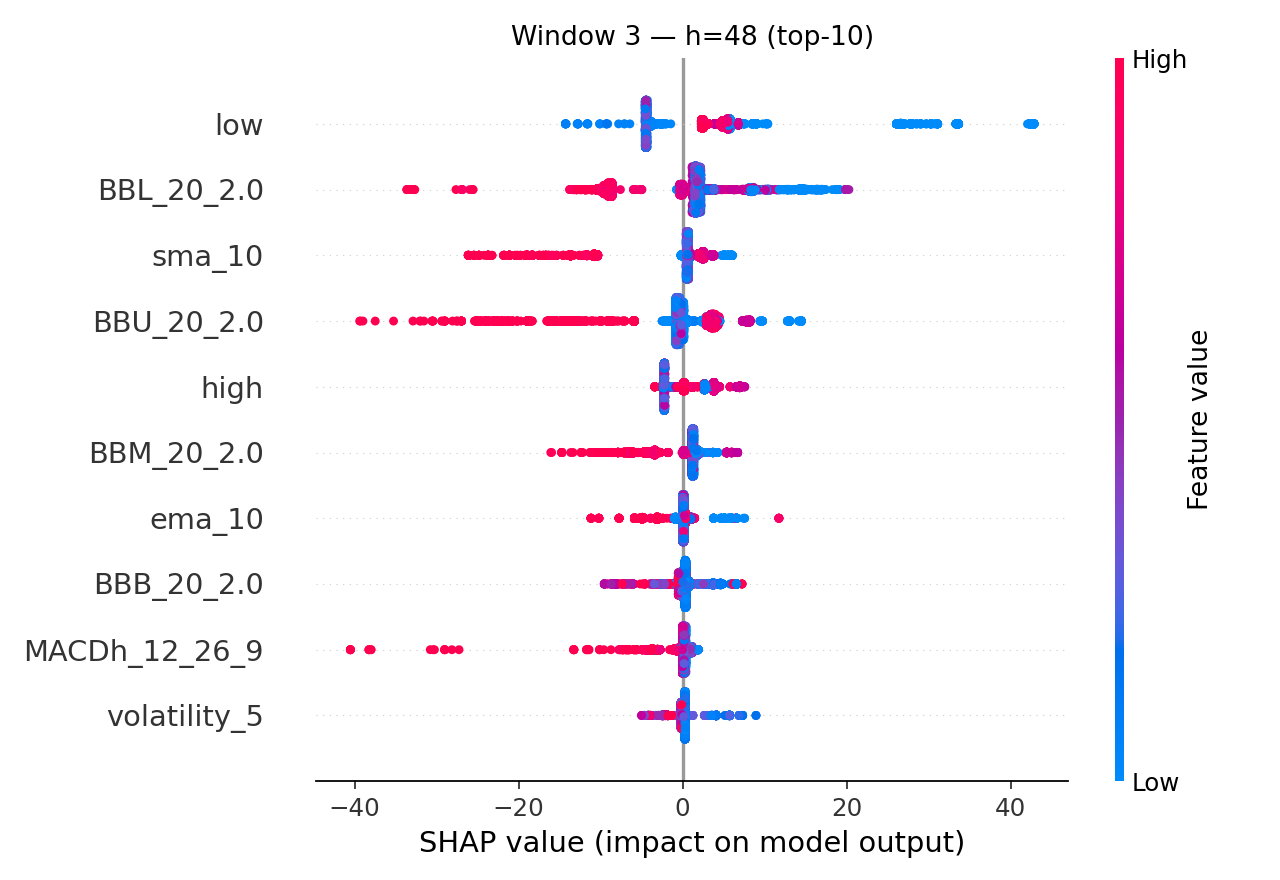 Window 3 — h=48 (top-10)
High
low
BBL_20_2.0
sma_10
BBU_20_2.0
high
BBM_20_2.0
ema_10
BBB_20_2.0
MACDh_12_26_9
volatility_5
Feature value
Low
−40 −20 0 20 40
SHAP value (impact on model output)